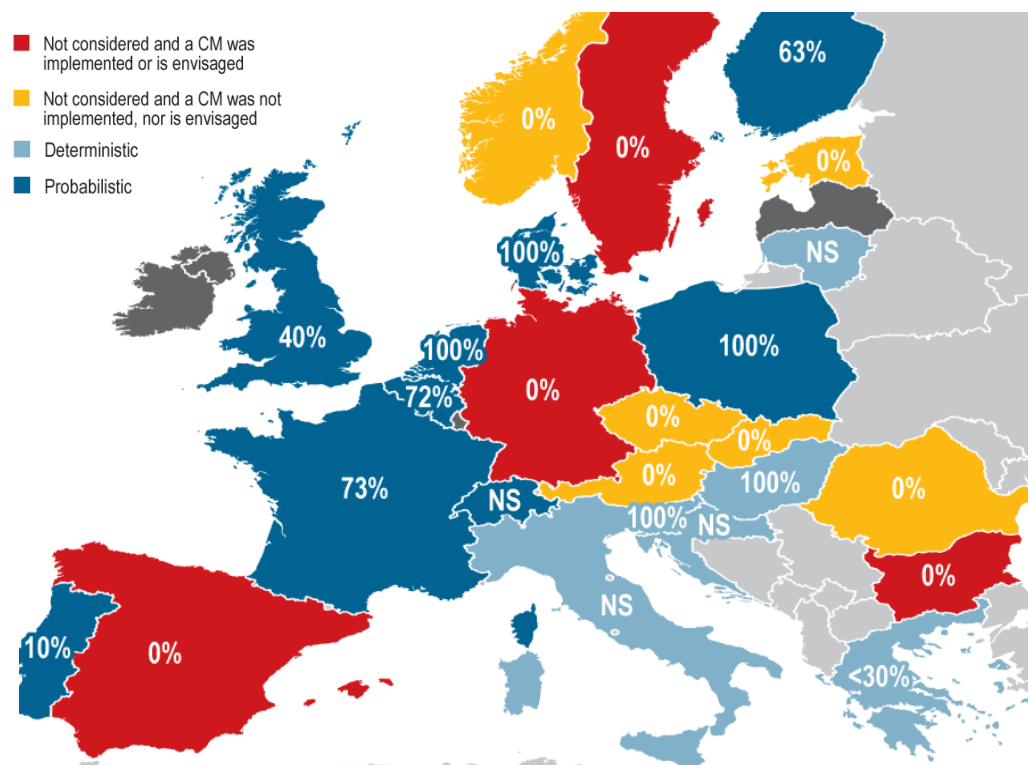 Not considered and a CM was
implemented or is envisaged
Not considered and a CM was not
implemented, nor is envisaged
Deterministic
Probabilistic
63%
0%
0%
0%
NS
100%
40%
100%
100%
72%
0%
0%
0%
0%
73%
NS
100%
0%
100%
NS
0%
NS
10%
0%
<30%